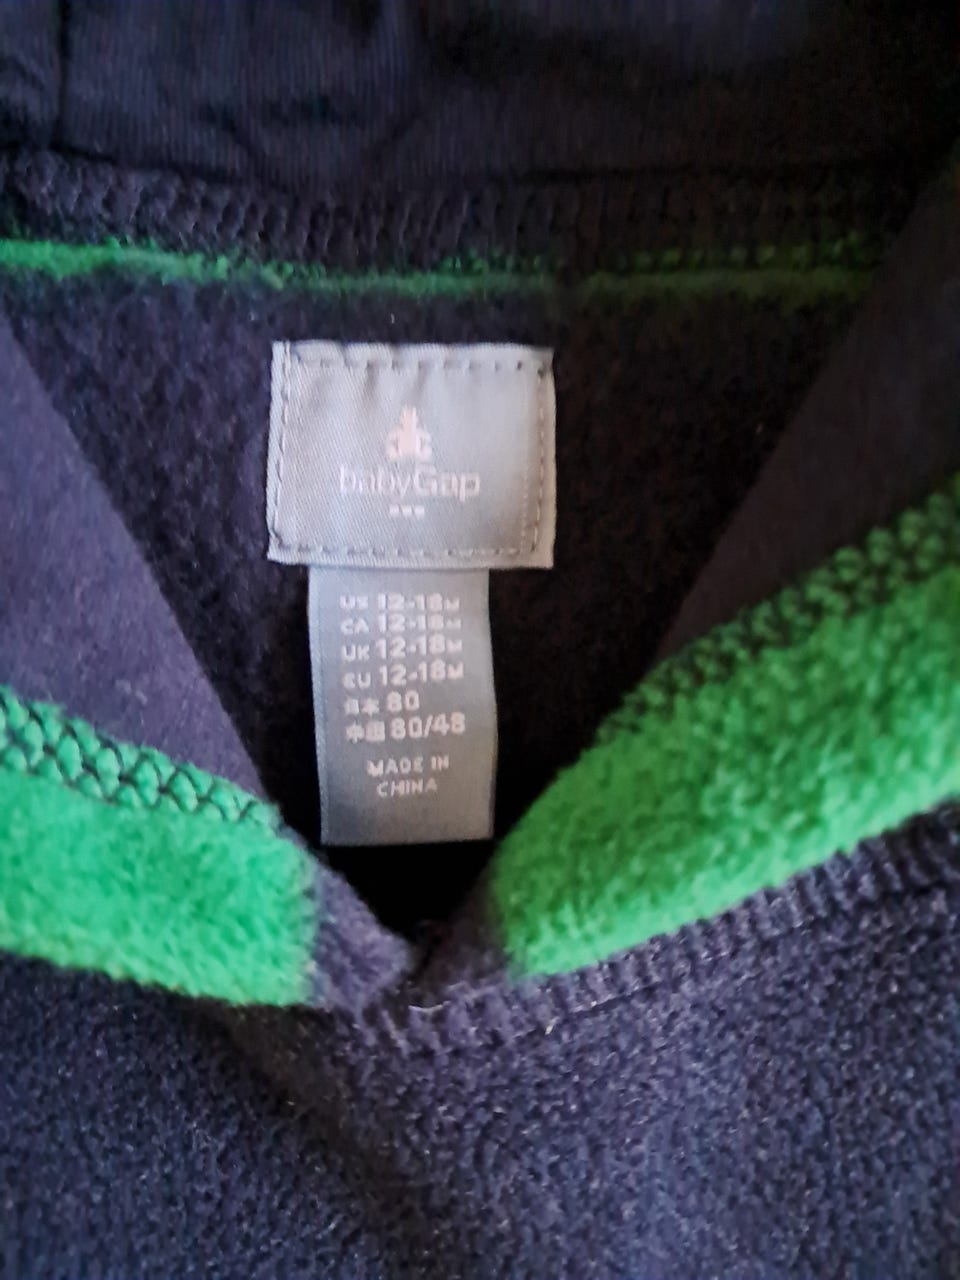 babyGap
US 12-18M
CA 12-18M
UK 12-18M
EU 12-18M
日本 80
中国 80/48
MADE IN
CHINA